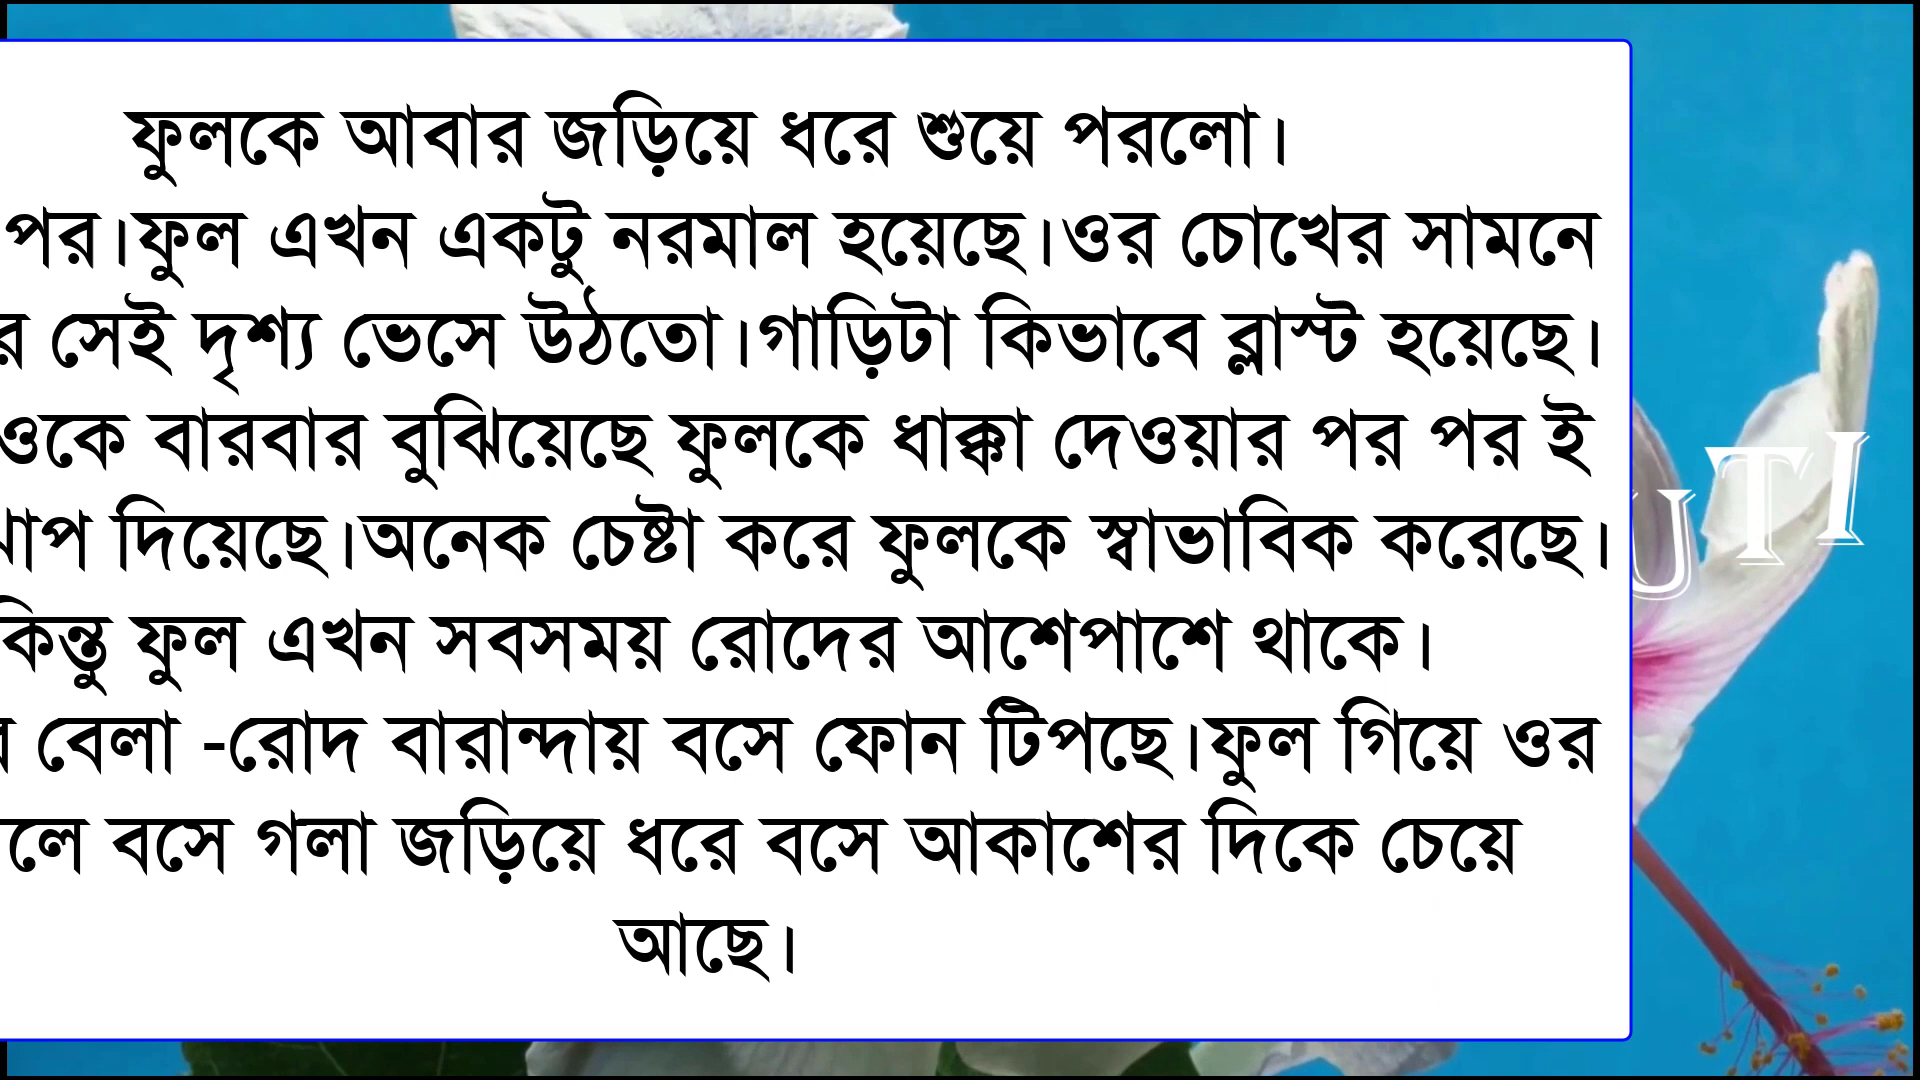 ফুলকে আবার জড়িয়ে ধরে শুয়ে পরলো।
পর।ফুল এখন একটু নরমাল হয়েছে।ওর চোখের সামনে
সেই দৃশ্য ভেসে উঠতো।গাড়িটা কিভাবে ব্লাস্ট হয়েছে।
ওকে বারবার বুঝিয়েছে ফুলকে ধাক্কা দেওয়ার পর পর ই
দিয়েছে।অনেক চেষ্টা করে ফুলকে স্বাভাবিক করেছে।
কিন্তু ফুল এখন সবসময় রোদের আশেপাশে থাকে।
বেলা -রোদ বারান্দায় বসে ফোন টিপছে।ফুল গিয়ে ওর
বসে গলা জড়িয়ে ধরে বসে আকাশের দিকে চেয়ে
আছে।
UTI